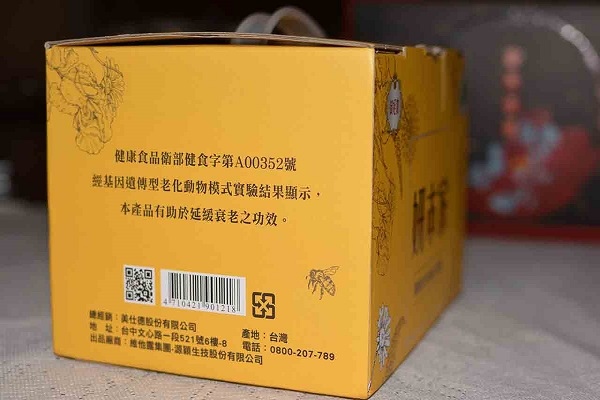 健康食品衛部健食字第A00352號
經基因遺傳型老化動物模式實驗結果顯示，
本產品有助於延緩衰老之功效。
4 710421 901218
總經銷：美仕德股份有限公司
地　址：台中文心路一段521號6樓-8
產地：台灣
電話：0800-207-789
出品廠商：維他露集團-源穎生技股份有限公司